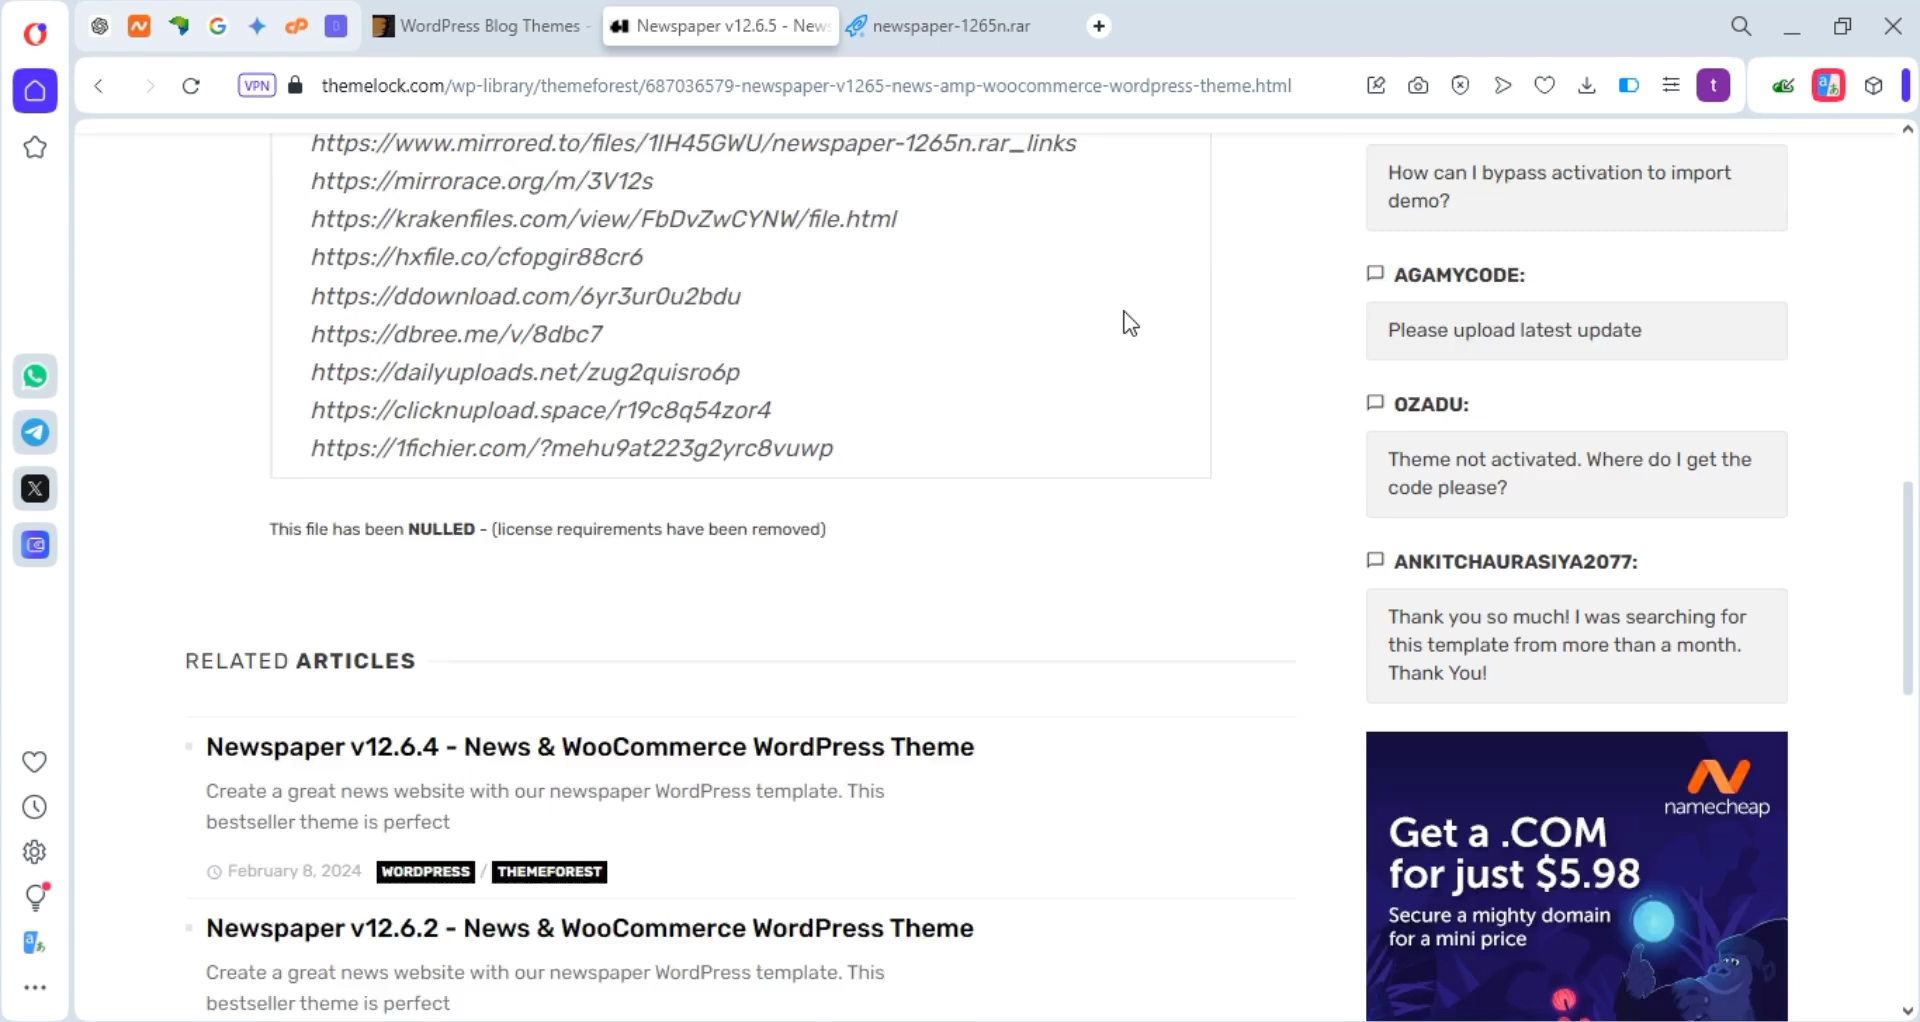 WordPress Blog Themes -
Newspaper v12.6.5 - News
newspaper-1265n.rar
VPN
themelock.com/wp-library/themeforest/687036579-newspaper-v1265-news-amp-woocommerce-wordpress-theme.html
t
https://www.mirrored.to/files/1IH45GWU/newspaper-1265n.rar_links
https://mirrorace.org/m/3V12s
https://krakenfiles.com/view/FbDvZwCYNW/file.html
https://hxfile.co/cfopgir88cr6
https://ddownload.com/6yr3ur0u2bdu
https://dbree.me/v/8dbc7
https://dailyuploads.net/zug2quisro6p
https://clicknupload.space/r19c8q54zor4
https://1fichier.com/?mehu9at223g2yrc8vuwp
This file has been NULLED - (license requirements have been removed)
RELATED ARTICLES
Newspaper v12.6.4 - News & WooCommerce WordPress Theme
Create a great news website with our newspaper WordPress template. This
bestseller theme is perfect
February 8, 2024 WORDPRESS / THEMEFOREST
Newspaper v12.6.2 - News & WooCommerce WordPress Theme
Create a great news website with our newspaper WordPress template. This
bestseller theme is perfect
How can I bypass activation to import
demo?
AGAMYCODE:
Please upload latest update
OZADU:
Theme not activated. Where do I get the
code please?
ANKITCHAURASIYA2077:
Thank you so much! I was searching for
this template from more than a month.
Thank You!
namecheap
Get a .COM
for just $5.98
Secure a mighty domain
for a mini price